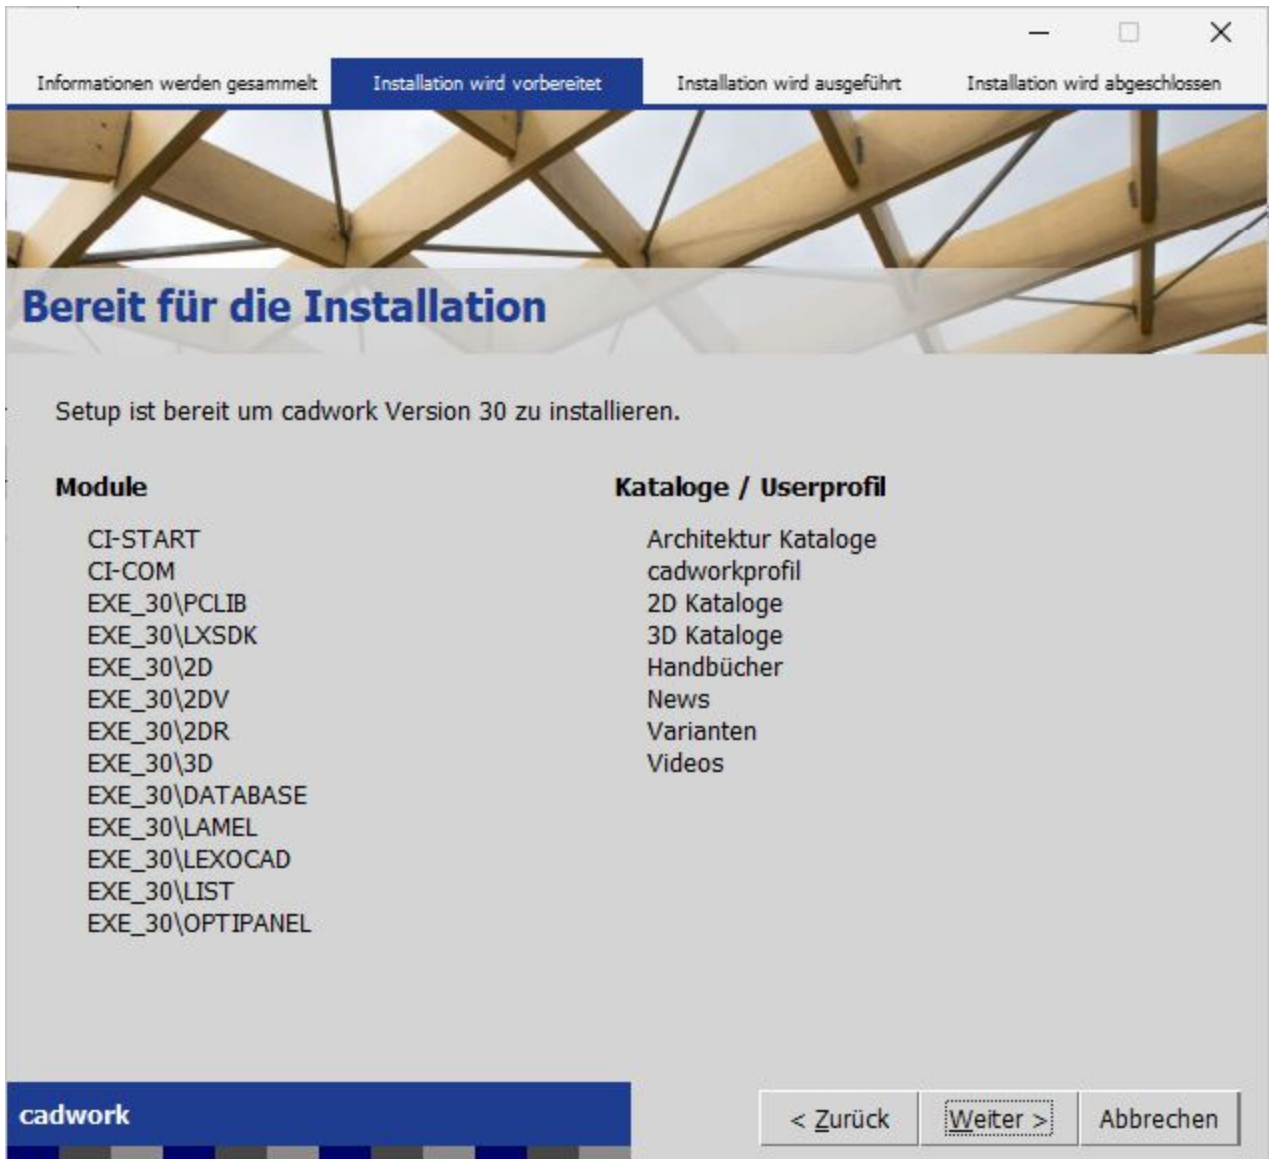 Informationen werden gesammelt
Installation wird vorbereitet
Installation wird ausgeführt
Installation wird abgeschlossen
Bereit für die Installation
Setup ist bereit um cadwork Version 30 zu installieren.
Module
CI-START
CI-COM
EXE_30\PCLIB
EXE_30\LXSDK
EXE_30\2D
EXE_30\2DV
EXE_30\2DR
EXE_30\3D
EXE_30\DATABASE
EXE_30\LAMEL
EXE_30\LEXOCAD
EXE_30\LIST
EXE_30\OPTIPANEL
Kataloge / Userprofil
Architektur Kataloge
cadworkprofil
2D Kataloge
3D Kataloge
Handbücher
News
Varianten
Videos
cadwork
< Zurück
Weiter >
Abbrechen